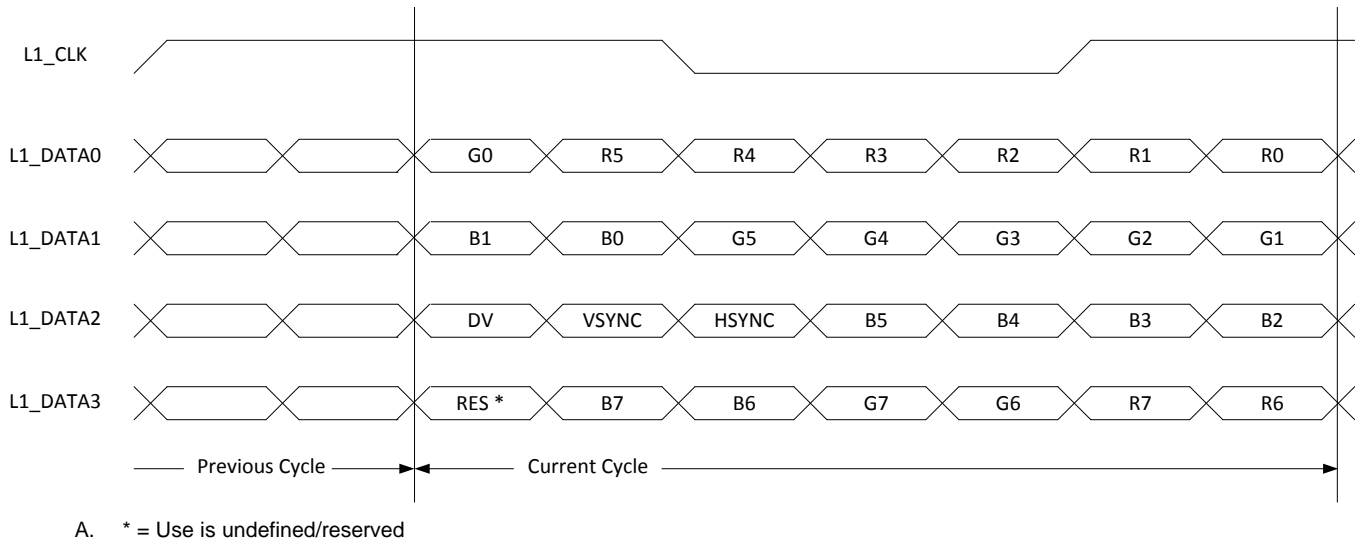 L1_CLK
L1_DATA0 G0 R5 R4 R3 R2 R1 R0
L1_DATA1 B1 B0 G5 G4 G3 G2 G1
L1_DATA2 DV VSYNC HSYNC B5 B4 B3 B2
L1_DATA3 RES * B7 B6 G7 G6 R7 R6
Previous Cycle Current Cycle
A. * = Use is undefined/reserved